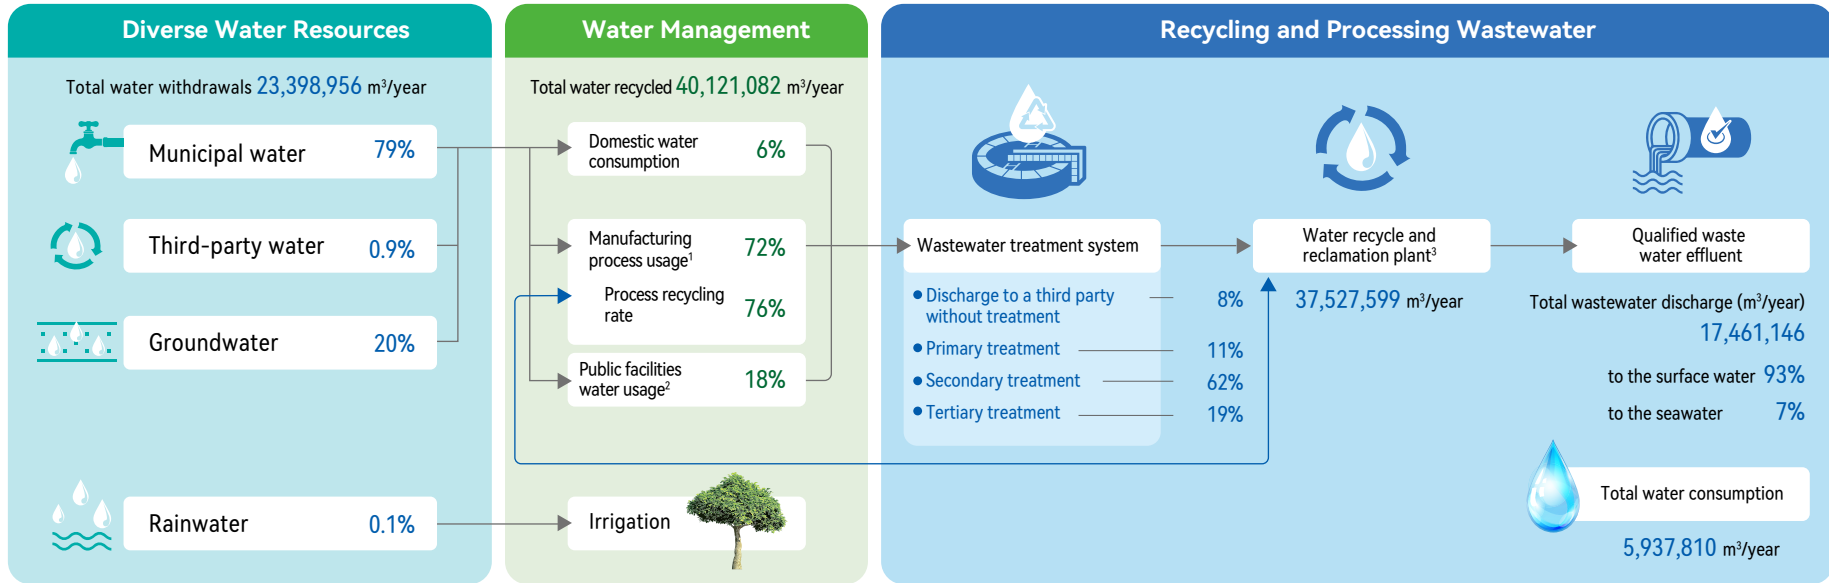 Diverse Water Resources
Total water withdrawals 23,398,956 m³/year
Municipal water 79%
Third-party water 0.9%
Groundwater 20%
Rainwater 0.1%
Water Management
Total water recycled 40,121,082 m³/year
Domestic water
consumption 6%
Manufacturing
process usage¹ 72%
Process recycling
rate 76%
Public facilities
water usage² 18%
Irrigation
Recycling and Processing Wastewater
Wastewater treatment system
• Discharge to a third party
without treatment 8%
• Primary treatment 11%
• Secondary treatment 62%
• Tertiary treatment 19%
Water recycle and
reclamation plant³
37,527,599 m³/year
Qualified waste
water effluent
Total wastewater discharge (m³/year)
17,461,146
to the surface water 93%
to the seawater 7%
Total water consumption
5,937,810 m³/year